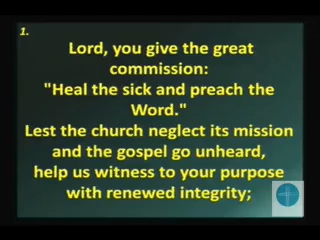 1.
Lord, you give the great
commission:
"Heal the sick and preach the
Word."
Lest the church neglect its mission
and the gospel go unheard,
help us witness to your purpose
with renewed integrity;